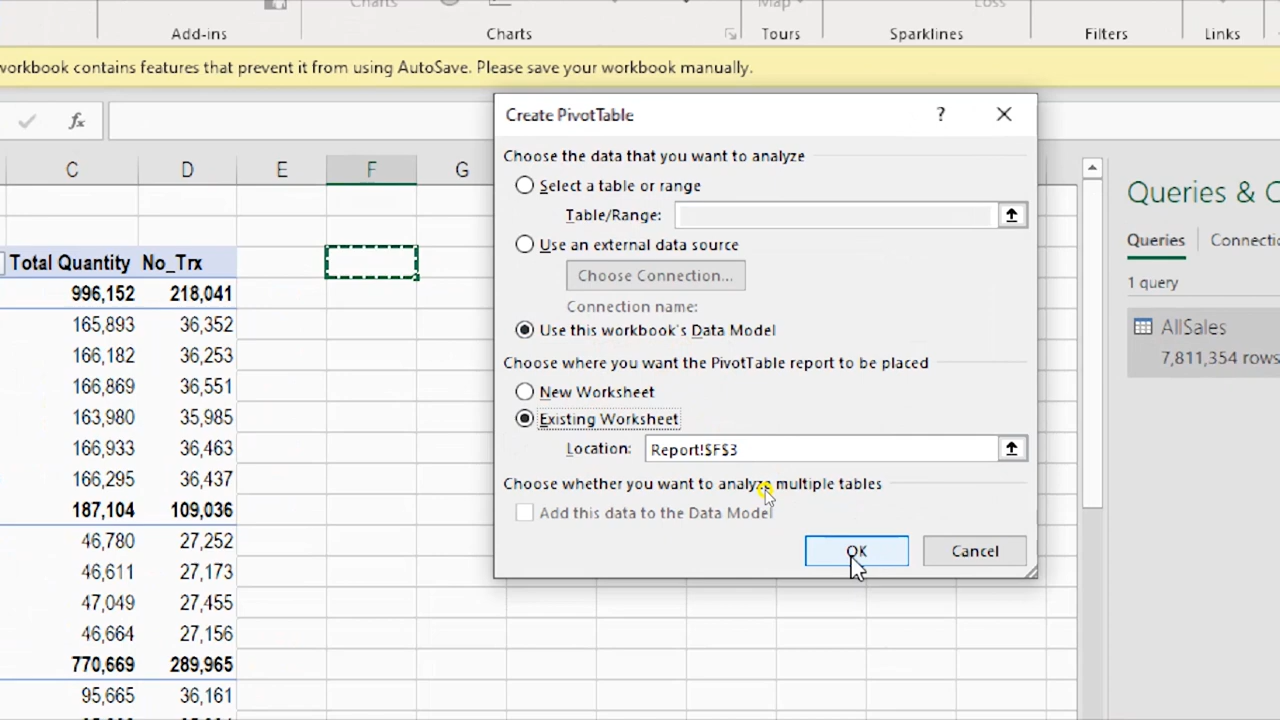 Charts
Map
Loss
Add-ins
Charts
Tours
Sparklines
Filters
Links
workbook contains features that prevent it from using AutoSave. Please save your workbook manually.
fx
Create PivotTable
?
Choose the data that you want to analyze
Select a table or range
Table/Range:
Use an external data source
Choose Connection...
Connection name:
Use this workbook's Data Model
Choose where you want the PivotTable report to be placed
New Worksheet
Existing Worksheet
Location: Report!$F$3
Choose whether you want to analyze multiple tables
Add this data to the Data Model
OK
Cancel
C D E F G
Total Quantity No_Trx
996,152 218,041
165,893 36,352
166,182 36,253
166,869 36,551
163,980 35,985
166,933 36,463
166,295 36,437
187,104 109,036
46,780 27,252
46,611 27,173
47,049 27,455
46,664 27,156
770,669 289,965
95,665 36,161
Queries & C
Queries Connectio
1 query
AllSales
7,811,354 rows